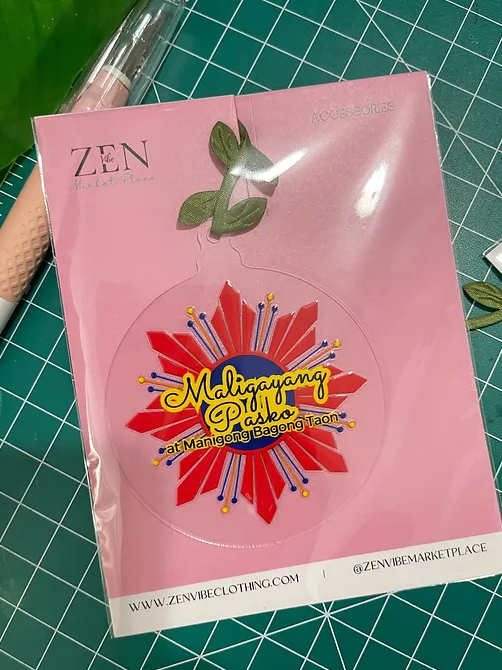 ACCESSORIES
ZEN
Vibe
Market Place
Maligayang
Pasko
at Manigong Bagong Taon
WWW.ZENVIBECLOTHING.COM | @ZENVIBEMARKETPLACE